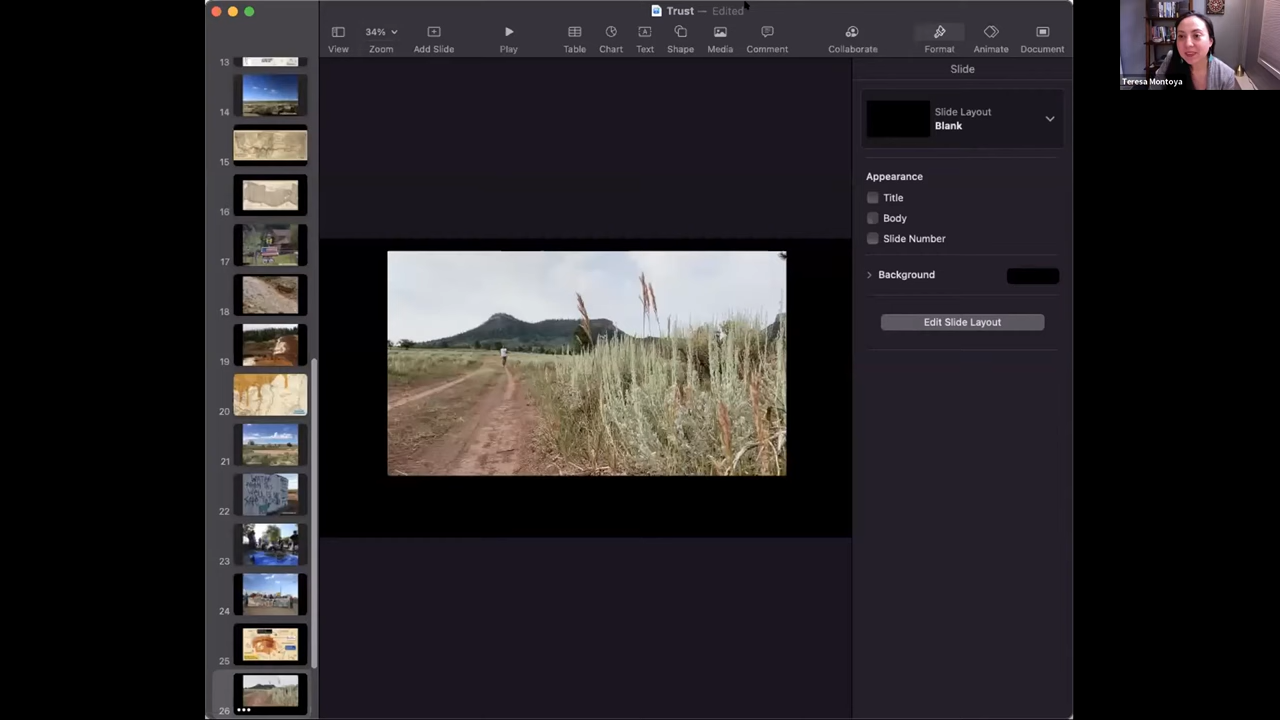 Trust — Edited
View
34%
Zoom
Add Slide
Play
Table
Chart
Text
Shape
Media
Comment
Collaborate
Format
Animate
Document
Teresa Montoya
Slide
Slide Layout
Blank
Appearance
Title
Body
Slide Number
Background
Edit Slide Layout
13
14
15
16
17
18
19
20
21
22
23
24
25
26